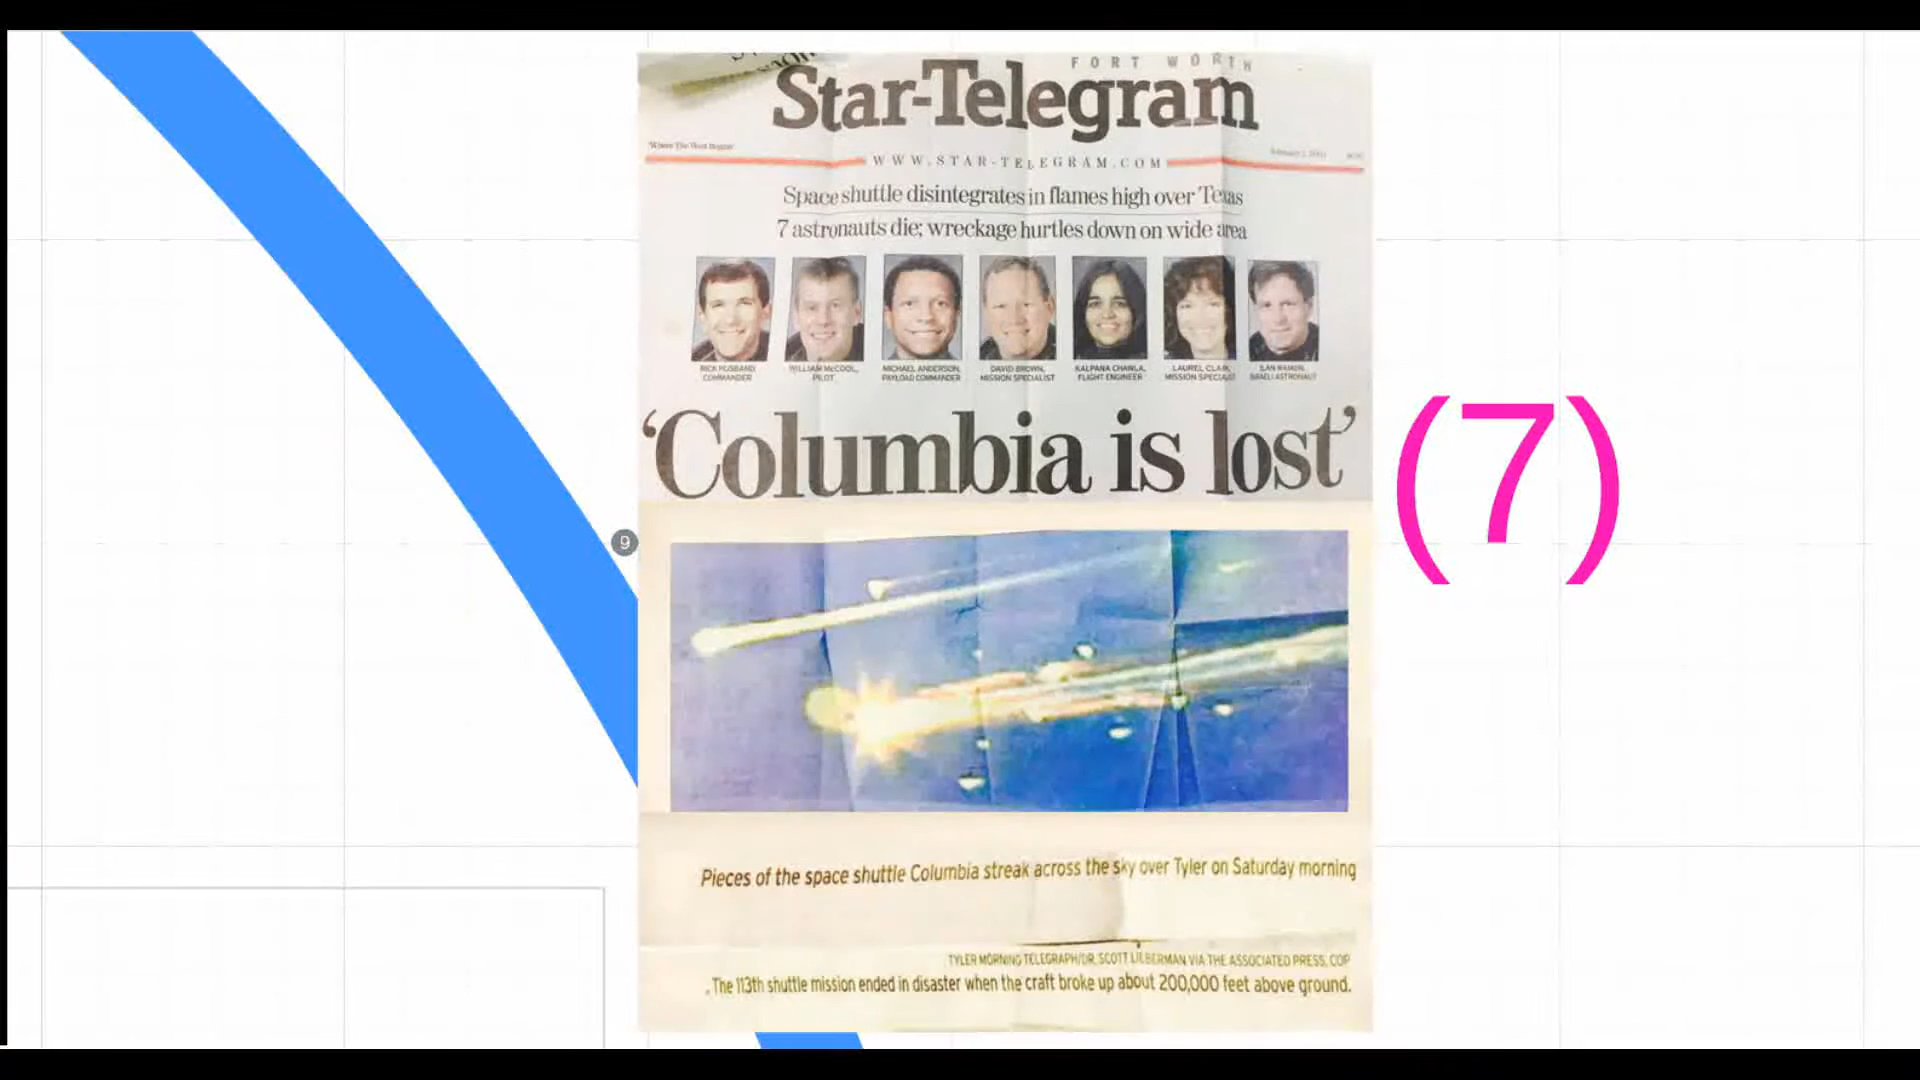 FORT WORTH
Star-Telegram
"Where The West Begins"
WWW.STAR-TELEGRAM.COM
Space shuttle disintegrates in flames high over Texas
7 astronauts die; wreckage hurtles down on wide area
RICK HUSBAND, COMMANDER
WILLIAM McCOOL, PILOT
MICHAEL ANDERSON, PAYLOAD COMMANDER
DAVID BROWN, MISSION SPECIALIST
KALPANA CHAWLA, FLIGHT ENGINEER
LAUREL CLARK, MISSION SPECIALIST
ILAN RAMON, ISRAELI ASTRONAUT
'Columbia is lost'
(7)
9
Pieces of the space shuttle Columbia streak across the sky over Tyler on Saturday morning
TYLER MORNING TELEGRAPH/DR. SCOTT LIEBERMAN VIA THE ASSOCIATED PRESS, COP
. The 113th shuttle mission ended in disaster when the craft broke up about 200,000 feet above ground.